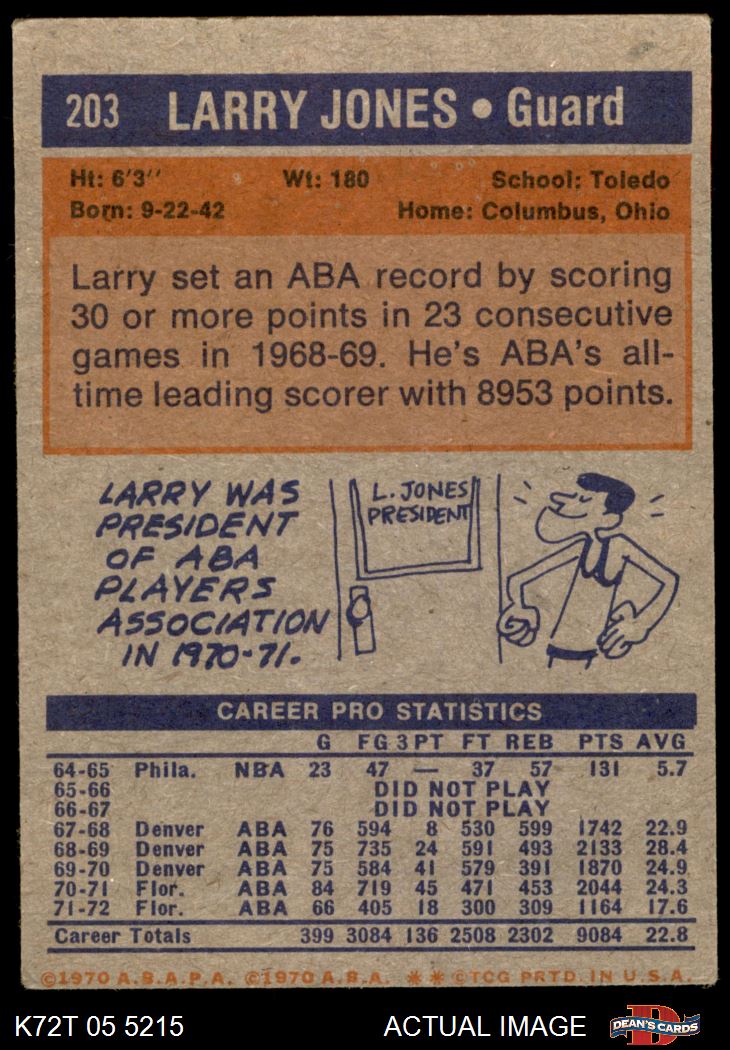 203 LARRY JONES • Guard
Ht: 6'3'' Wt: 180 School: Toledo
Born: 9-22-42 Home: Columbus, Ohio
Larry set an ABA record by scoring
30 or more points in 23 consecutive
games in 1968-69. He's ABA's all-
time leading scorer with 8953 points.
LARRY WAS
PRESIDENT
OF ABA
PLAYERS
ASSOCIATION
IN 1970-71.
L. JONES
PRESIDENT
CAREER PRO STATISTICS
G FG 3 PT FT REB PTS AVG
64-65 Phila. NBA 23 47 — 37 57 131 5.7
65-66 DID NOT PLAY
66-67 DID NOT PLAY
67-68 Denver ABA 76 594 8 530 599 1742 22.9
68-69 Denver ABA 75 735 24 591 493 2133 28.4
69-70 Denver ABA 75 584 41 579 391 1870 24.9
70-71 Flor. ABA 84 719 45 471 453 2044 24.3
71-72 Flor. ABA 66 405 18 300 309 1164 17.6
Career Totals 399 3084 136 2508 2302 9084 22.8
©1970 A.B.A.P.A. ©1970 A.B.A. ** ©TCG PRTD. IN U.S.A.
K72T 05 5215 ACTUAL IMAGE D DEAN'S CARDS